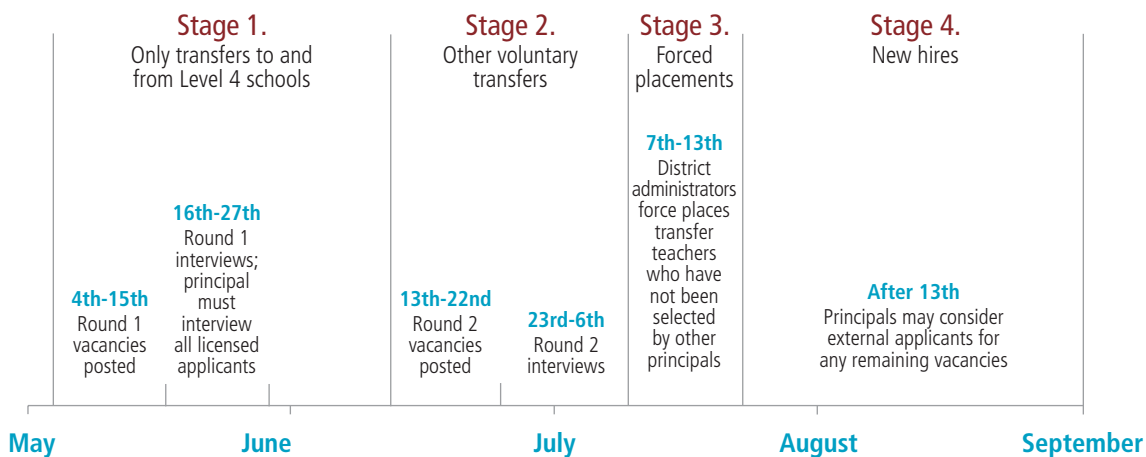 Stage 1.
Only transfers to and
from Level 4 schools
4th-15th
Round 1
vacancies
posted
16th-27th
Round 1
interviews;
principal
must
interview
all licensed
applicants
Stage 2.
Other voluntary
transfers
13th-22nd
Round 2
vacancies
posted
23rd-6th
Round 2
interviews
Stage 3.
Forced
placements
7th-13th
District
administrators
force places
transfer
teachers
who have
not been
selected
by other
principals
Stage 4.
New hires
After 13th
Principals may consider
external applicants for
any remaining vacancies
May
June
July
August
September